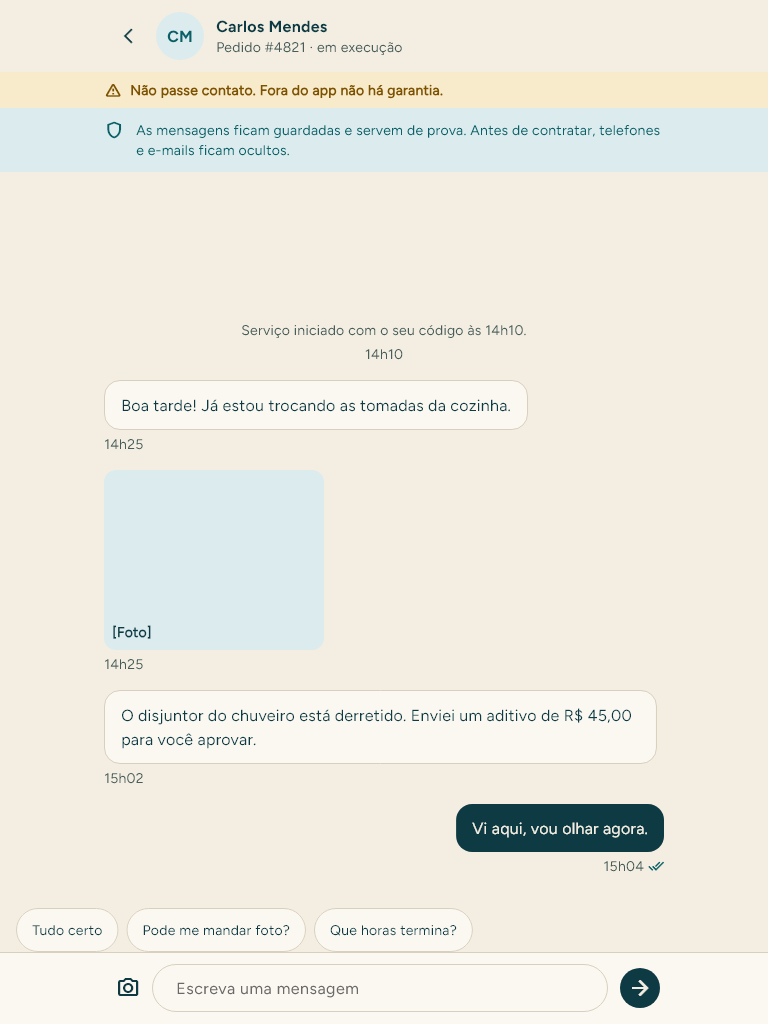 CM
Carlos Mendes
Pedido #4821 · em execução
Não passe contato. Fora do app não há garantia.
As mensagens ficam guardadas e servem de prova. Antes de contratar, telefones
e e-mails ficam ocultos.
Serviço iniciado com o seu código às 14h10.
14h10
Boa tarde! Já estou trocando as tomadas da cozinha.
14h25
[Foto]
14h25
O disjuntor do chuveiro está derretido. Enviei um aditivo de R$ 45,00
para você aprovar.
15h02
Vi aqui, vou olhar agora.
15h04
Tudo certo
Pode me mandar foto?
Que horas termina?
Escreva uma mensagem